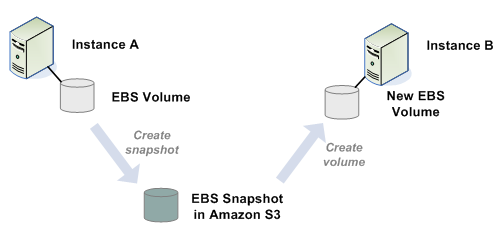 Instance A
EBS Volume
Create
snapshot
EBS Snapshot
in Amazon S3
Create
volume
Instance B
New EBS
Volume